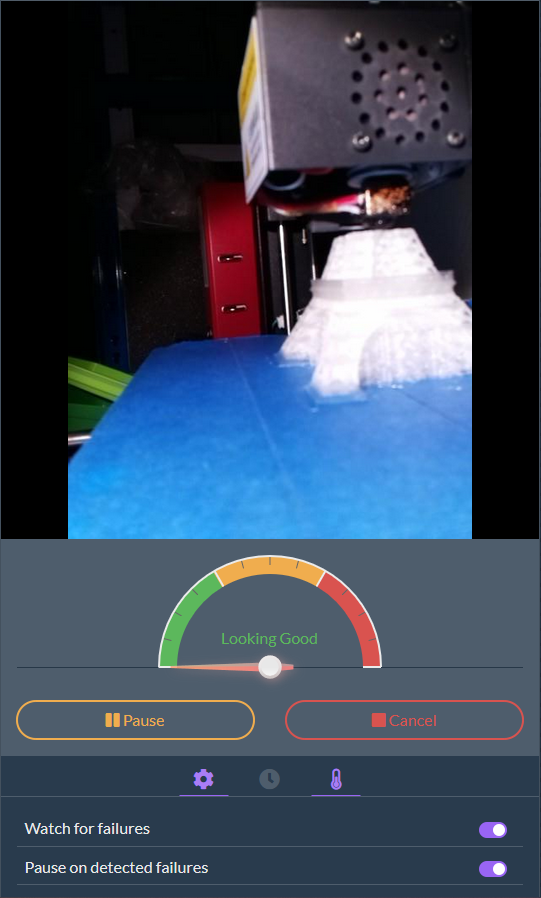 Looking Good
Pause
Cancel
Watch for failures
Pause on detected failures